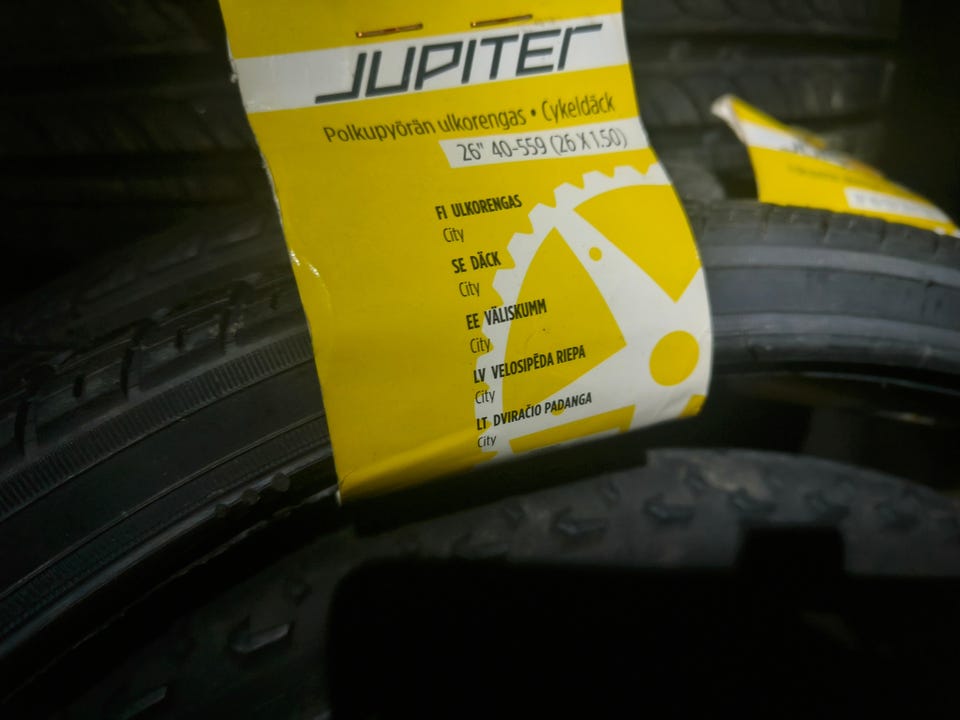 JUPITER
Polkupyörän ulkorengas • Cykeldäck
26" 40-559 (26 X 1.50)
FI ULKORENGAS
City
SE DÄCK
City
EE VÄLISKUMM
City
LV VELOSIPĒDA RIEPA
City
LT DVIRAČIO PADANGA
City